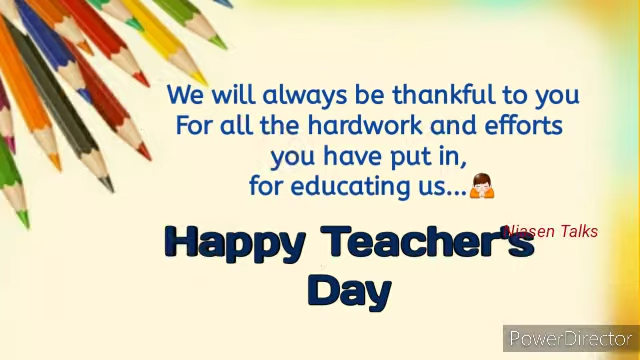 We will always be thankful to you
For all the hardwork and efforts
you have put in,
for educating us...🙏
Happy Teacher's
Day
Niasen Talks
PowerDirector